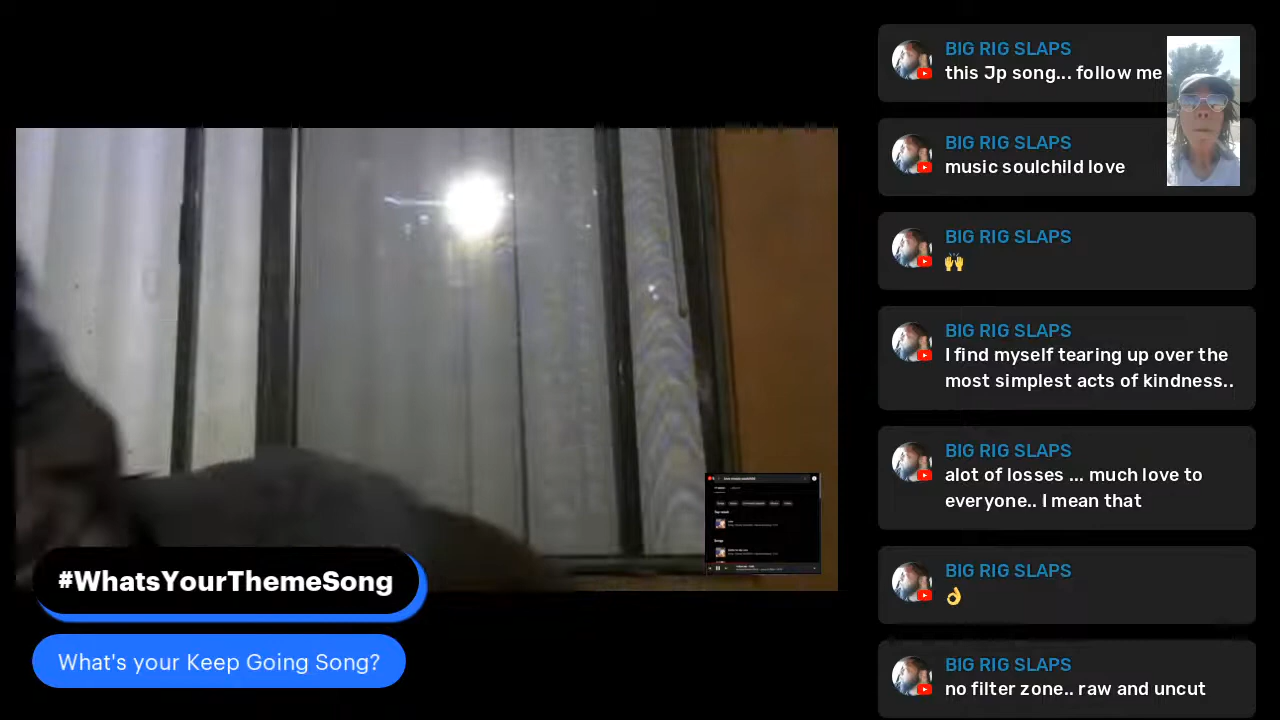 BIG RIG SLAPS
this Jp song... follow me
BIG RIG SLAPS
music soulchild love
BIG RIG SLAPS
🙌
BIG RIG SLAPS
I find myself tearing up over the
most simplest acts of kindness..
BIG RIG SLAPS
alot of losses ... much love to
everyone.. I mean that
BIG RIG SLAPS
👌
BIG RIG SLAPS
no filter zone.. raw and uncut
#WhatsYourThemeSong
What's your Keep Going Song?